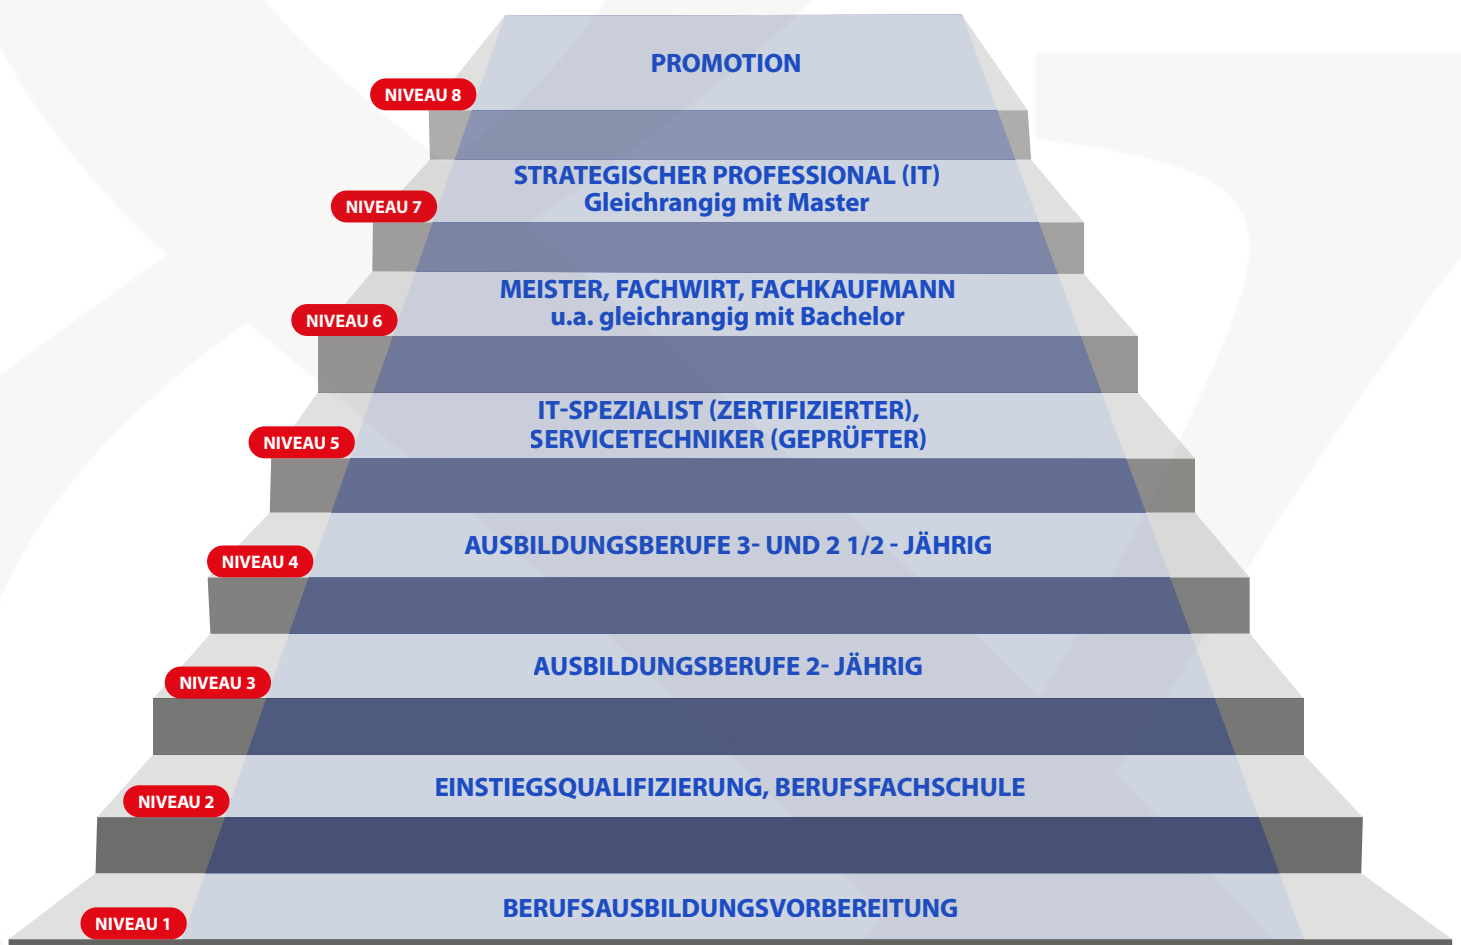 PROMOTION
NIVEAU 8
STRATEGISCHER PROFESSIONAL (IT)
Gleichrangig mit Master
NIVEAU 7
MEISTER, FACHWIRT, FACHKAUFMANN
u.a. gleichrangig mit Bachelor
NIVEAU 6
IT-SPEZIALIST (ZERTIFIZIERTER),
SERVICETECHNIKER (GEPRÜFTER)
NIVEAU 5
AUSBILDUNGSBERUFE 3- UND 2 1/2 - JÄHRIG
NIVEAU 4
AUSBILDUNGSBERUFE 2- JÄHRIG
NIVEAU 3
EINSTIEGSQUALIFIZIERUNG, BERUFSFACHSCHULE
NIVEAU 2
BERUFSAUSBILDUNGSVORBEREITUNG
NIVEAU 1